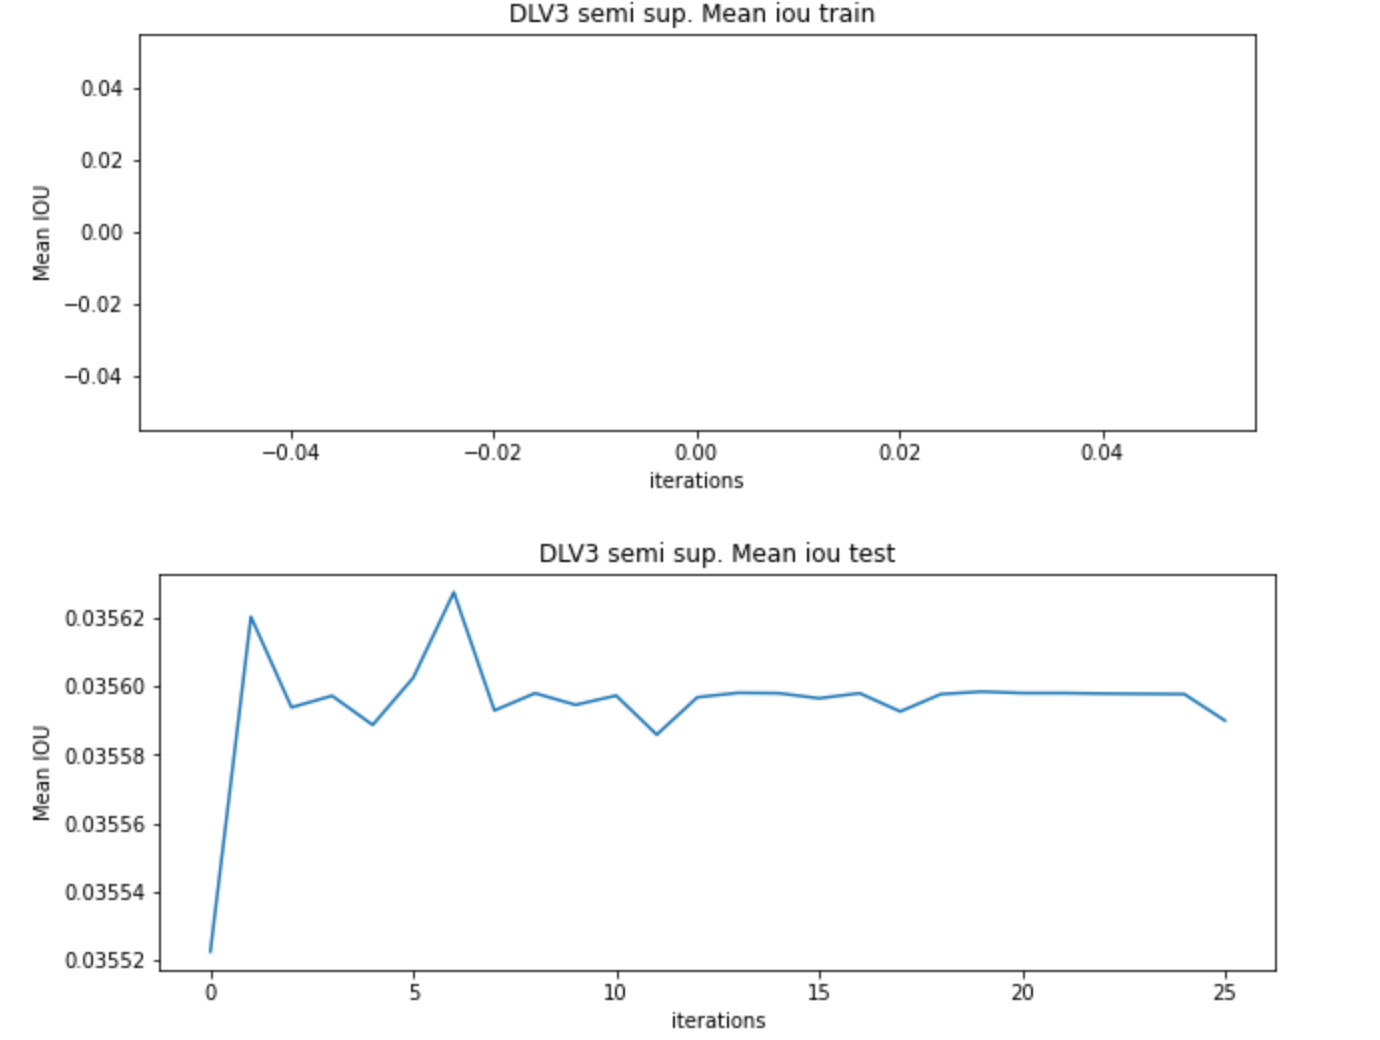 DLV3 semi sup. Mean iou train
0.04
0.02
0.00
−0.02
−0.04
Mean IOU
−0.04 −0.02 0.00 0.02 0.04
iterations
DLV3 semi sup. Mean iou test
0.03562
0.03560
0.03558
0.03556
0.03554
0.03552
Mean IOU
0 5 10 15 20 25
iterations